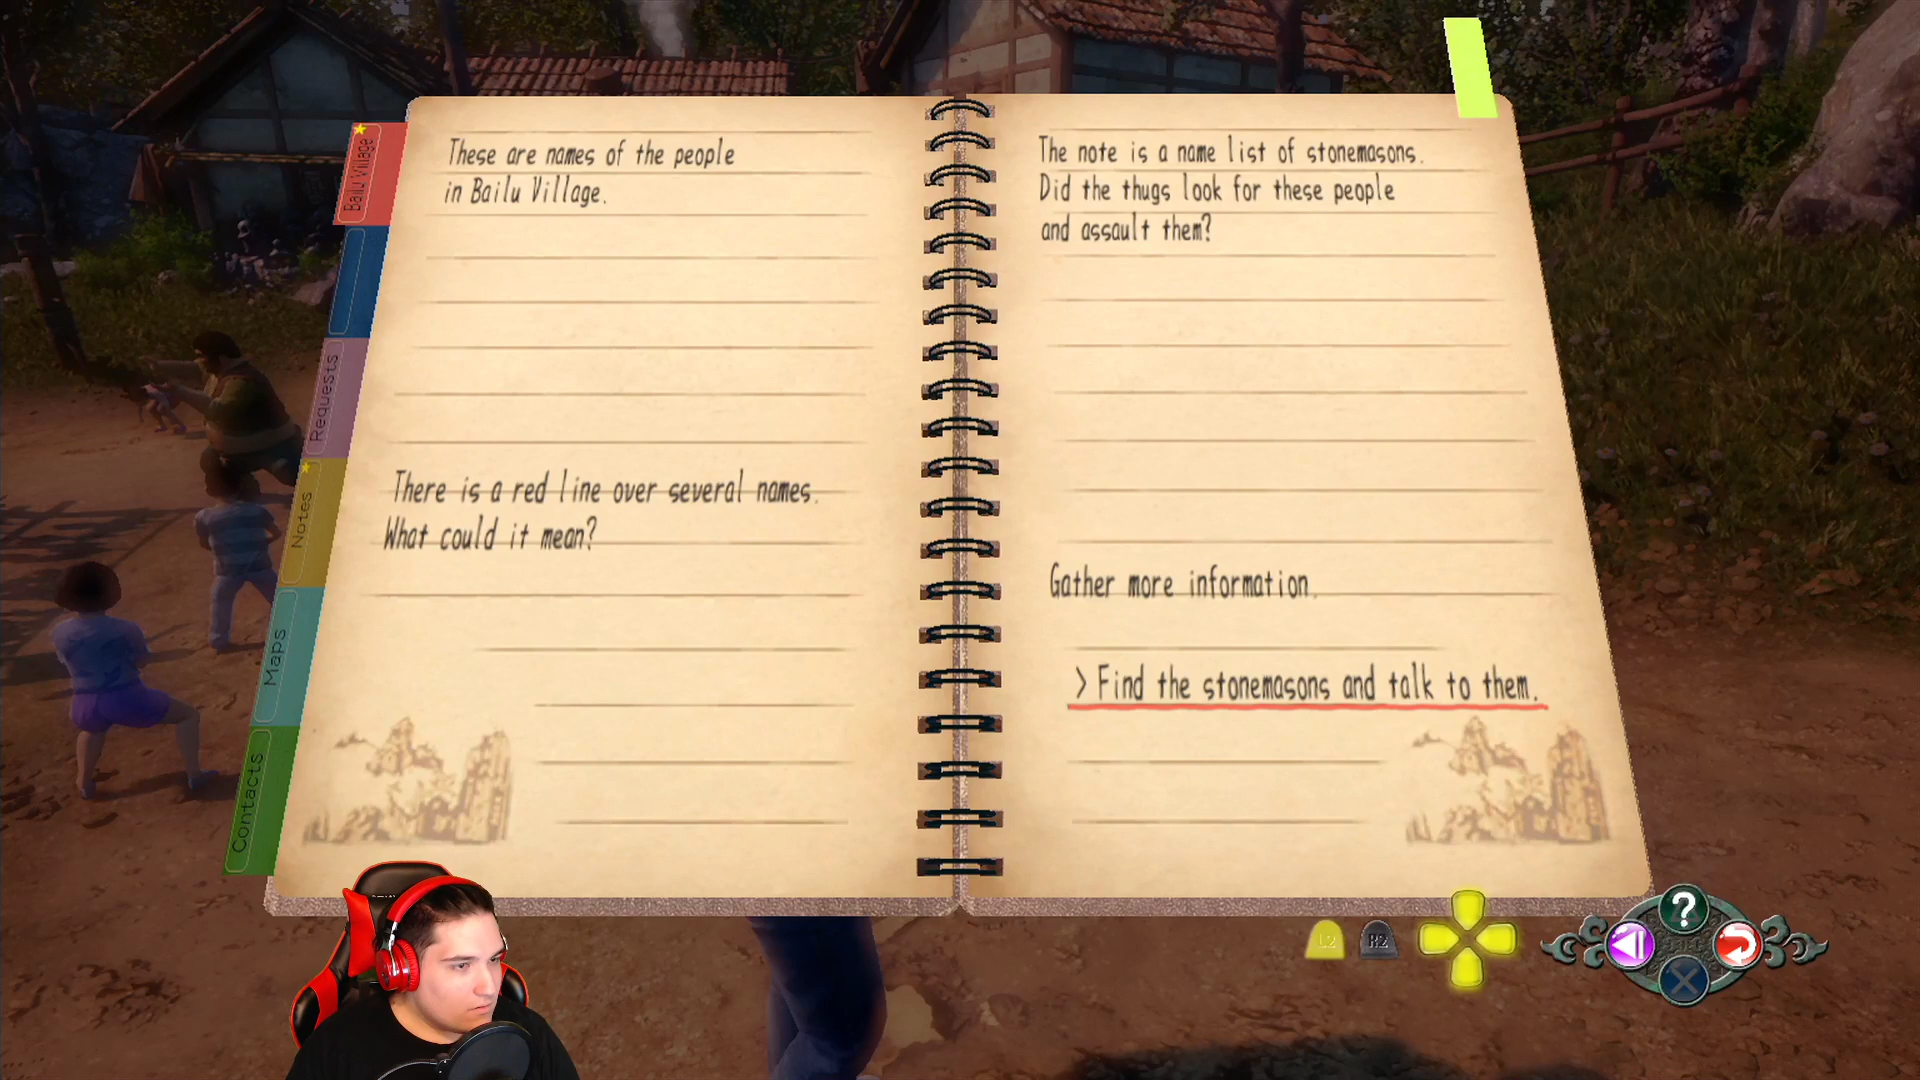 Bailu Village
Requests
Notes
Maps
Contacts
These are names of the people
in Bailu Village.
There is a red line over several names.
What could it mean?
The note is a name list of stonemasons.
Did the thugs look for these people
and assault them?
Gather more information.
> Find the stonemasons and talk to them.
L2
R2
?